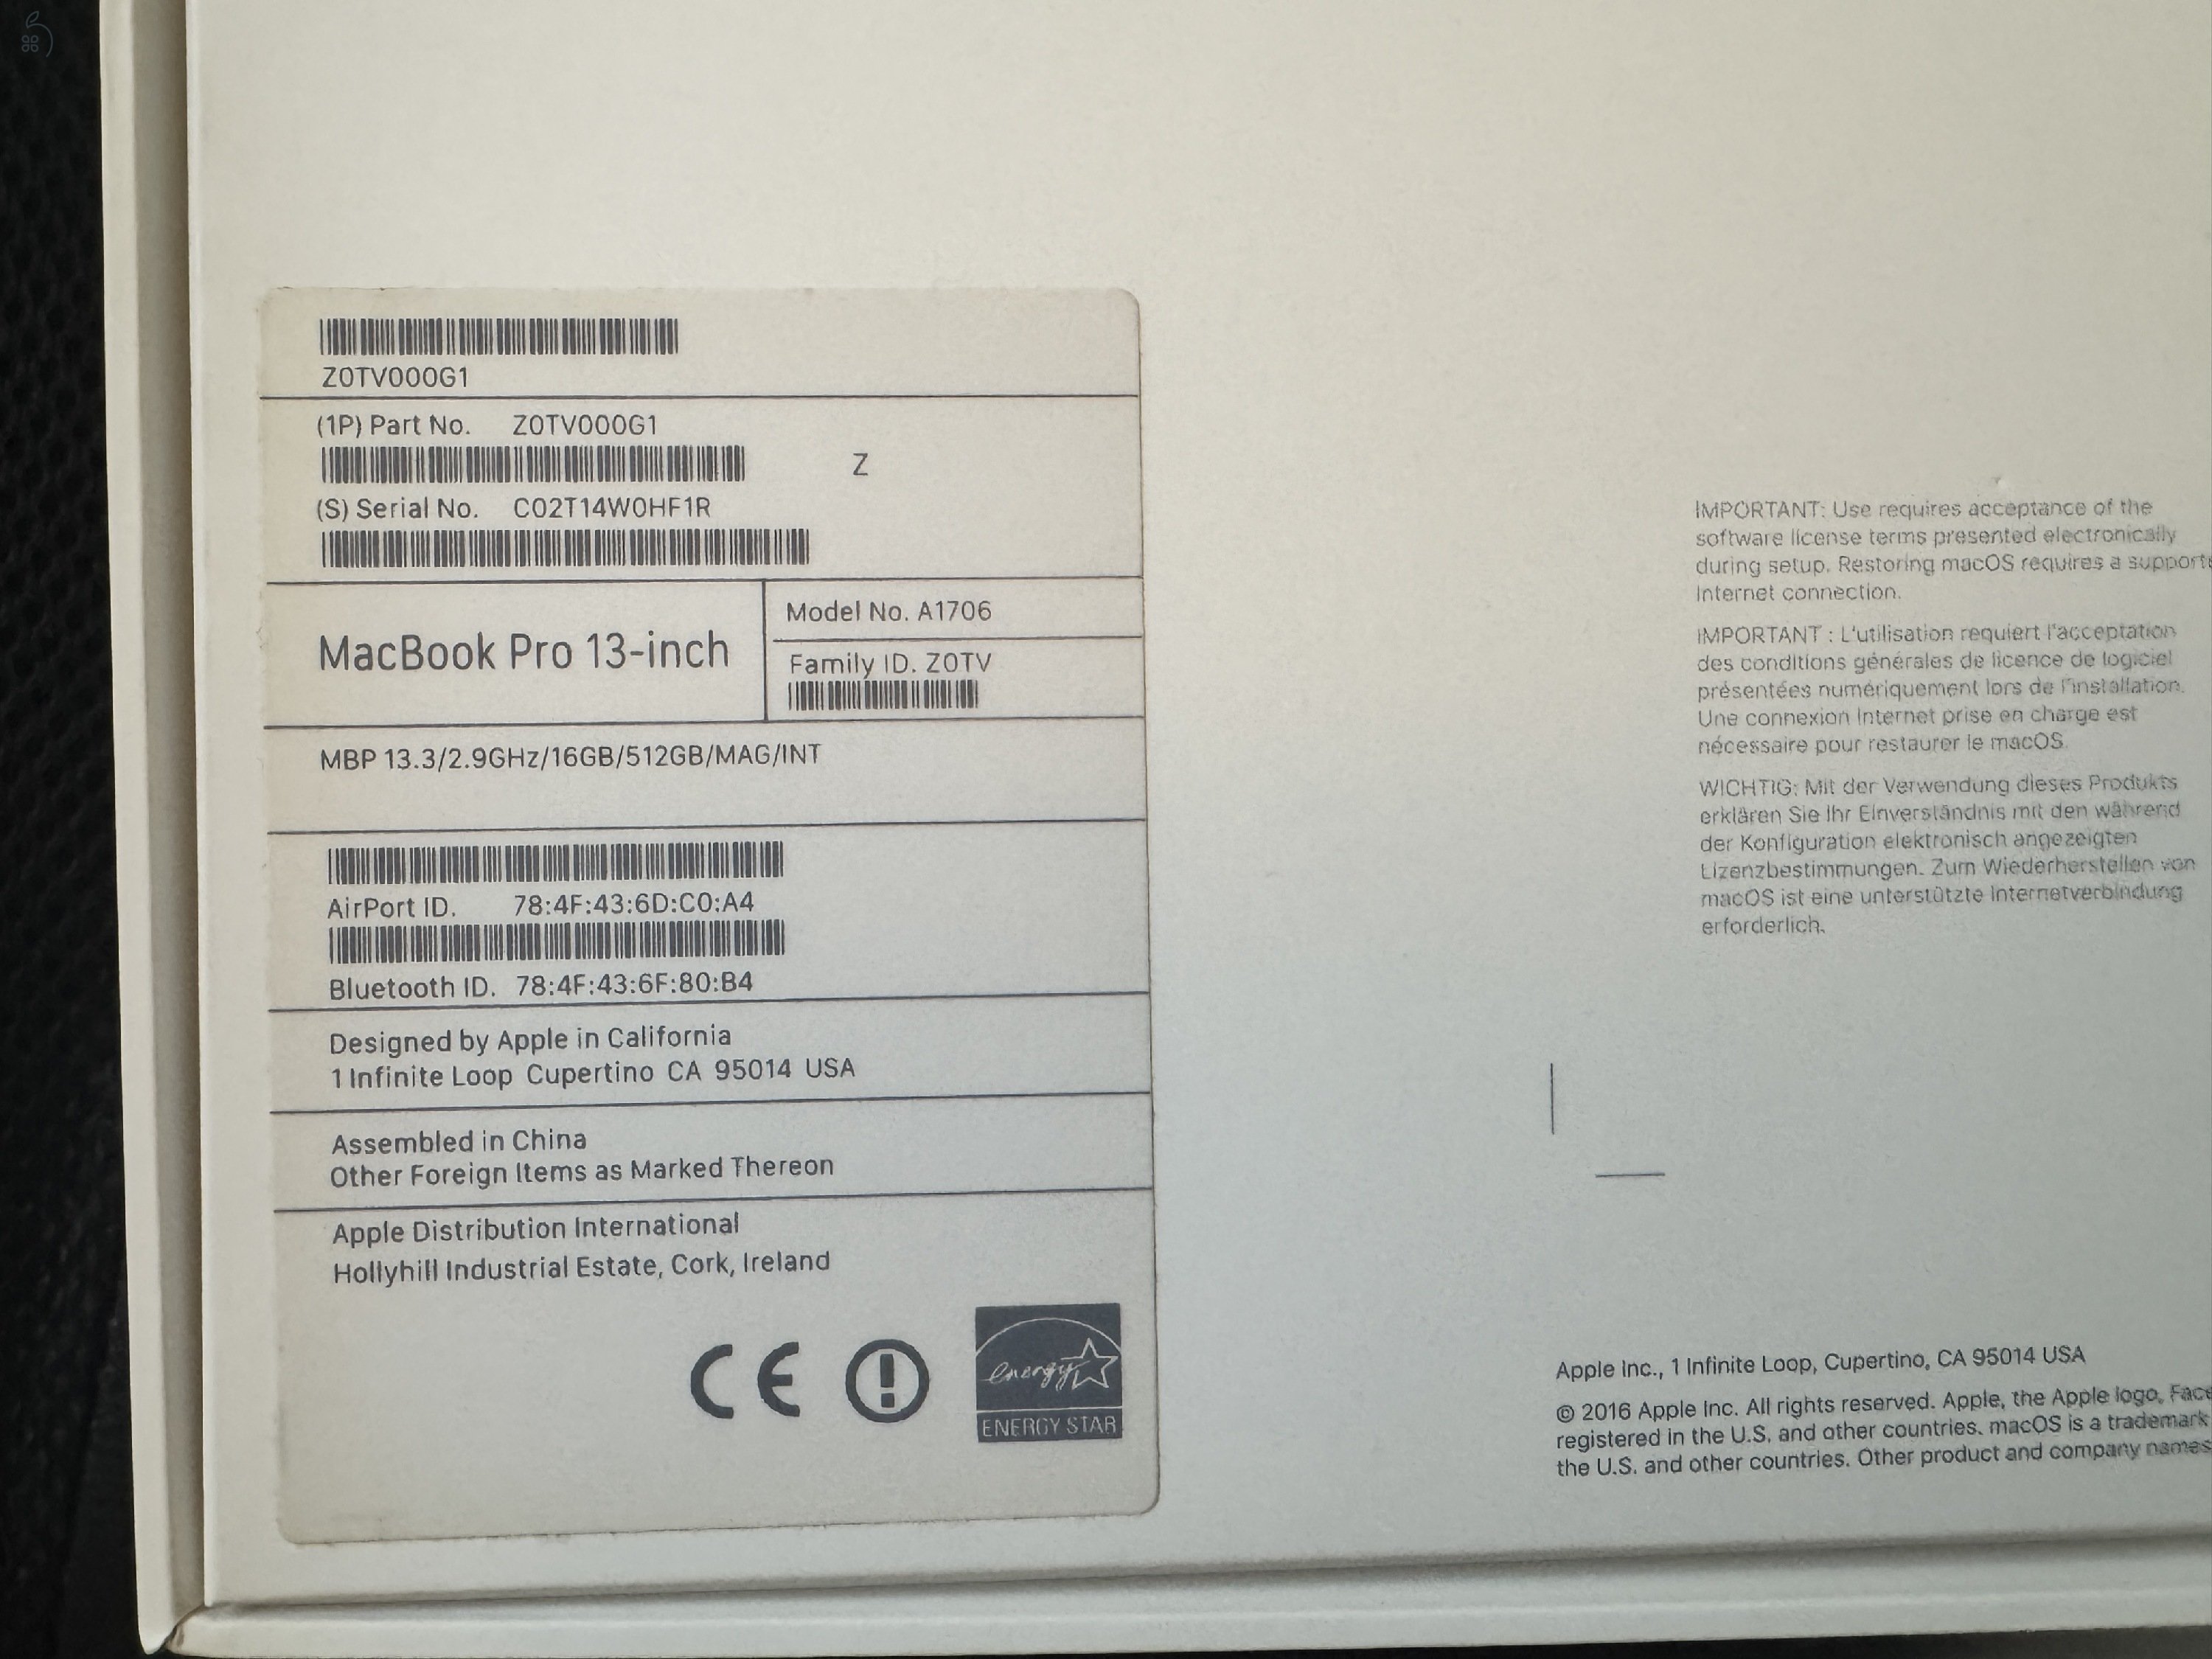 Z0TV000G1
(1P) Part No. Z0TV000G1
Z
(S) Serial No. C02T14W0HF1R
MacBook Pro 13-inch
Model No. A1706
Family ID. Z0TV
MBP 13.3/2.9GHz/16GB/512GB/MAG/INT
AirPort ID. 78:4F:43:6D:C0:A4
Bluetooth ID. 78:4F:43:6F:80:B4
Designed by Apple in California
1 Infinite Loop Cupertino CA 95014 USA
Assembled in China
Other Foreign Items as Marked Thereon
Apple Distribution International
Hollyhill Industrial Estate, Cork, Ireland
CE
energy
ENERGY STAR
IMPORTANT: Use requires acceptance of the
software license terms presented electronically
during setup. Restoring macOS requires a
Internet connection.
IMPORTANT : L'utilisation requiert l'acceptation
des conditions générales de licence de logiciel
présentées numériquement lors de l'installation.
Une connexion Internet prise en charge est
nécessaire pour restaurer le macOS.
WICHTIG: Mit der Verwendung dieses Produkts
erklären Sie Ihr Einverständnis mit den während
der Konfiguration elektronisch angezeigten
Lizenzbestimmungen. Zum Wiederherstellen von
macOS ist eine unterstützte Internetverbindung
erforderlich.
Apple Inc., 1 Infinite Loop, Cupertino, CA 95014 USA
© 2016 Apple Inc. All rights reserved. Apple, the Apple logo,
registered in the U.S. and other countries. macOS is a trademark
the U.S. and other countries. Other product and company names